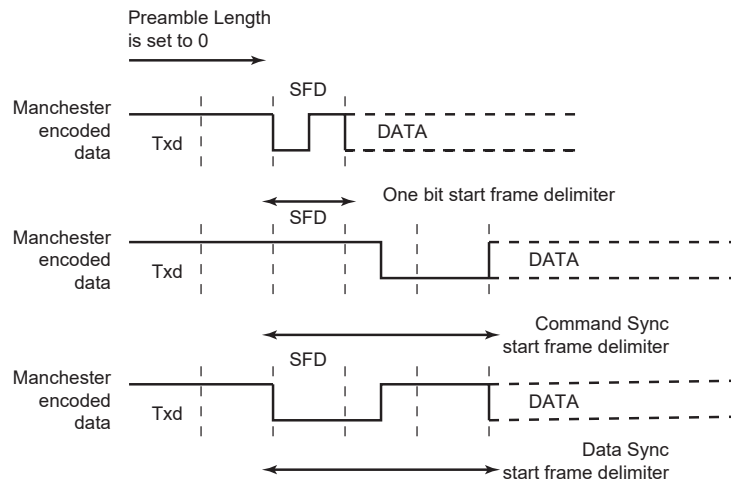 Preamble Length
is set to 0
SFD
Manchester
encoded
data
Txd
DATA
One bit start frame delimiter
SFD
Manchester
encoded
data
Txd
DATA
Command Sync
start frame delimiter
SFD
Manchester
encoded
data
Txd
DATA
Data Sync
start frame delimiter